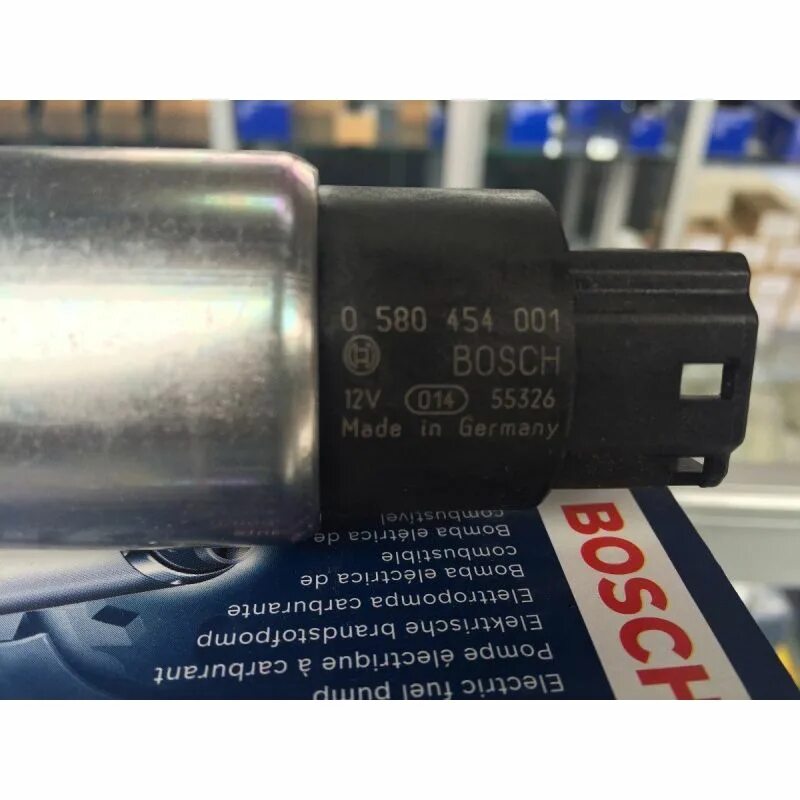 0 580 454 001
BOSCH
12V 014 55326
Made in Germany
BOSCH
Electric fuel pump
Pompe électrique à carburant
Elektrische brandstofpomp
Elettropompa carburante
Bomba eléctrica de
combustible
Bomba elétrica de
combustível